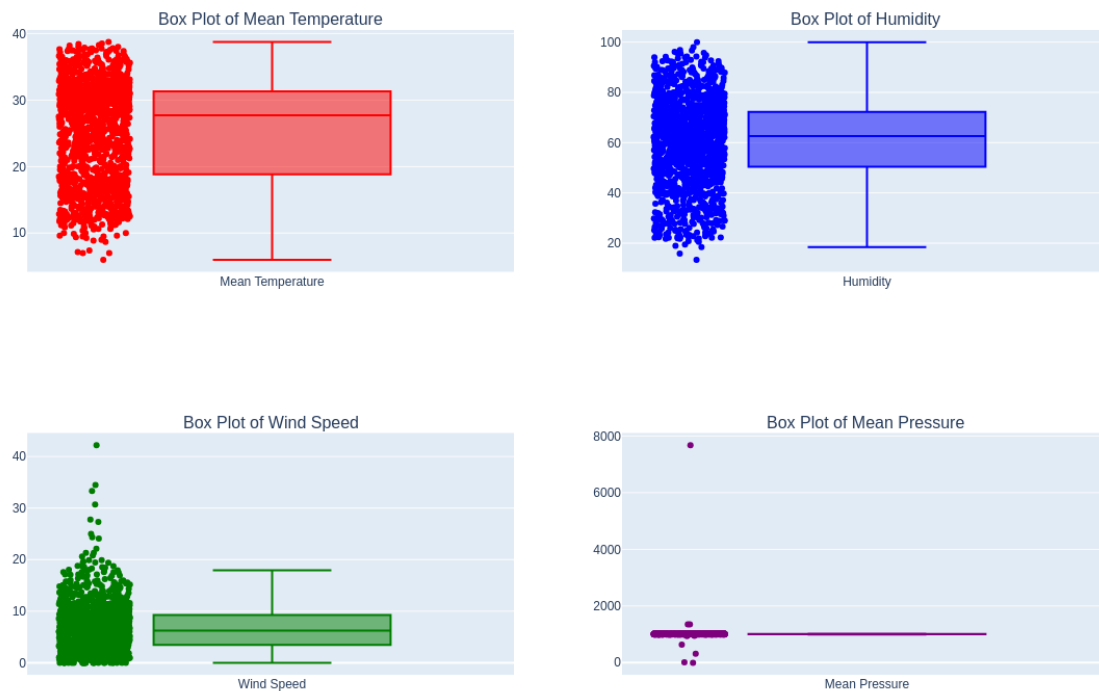 Box Plot of Mean Temperature
40
30
20
10
Mean Temperature
Box Plot of Humidity
100
80
60
40
20
Humidity
Box Plot of Wind Speed
40
30
20
10
0
Wind Speed
Box Plot of Mean Pressure
8000
6000
4000
2000
0
Mean Pressure